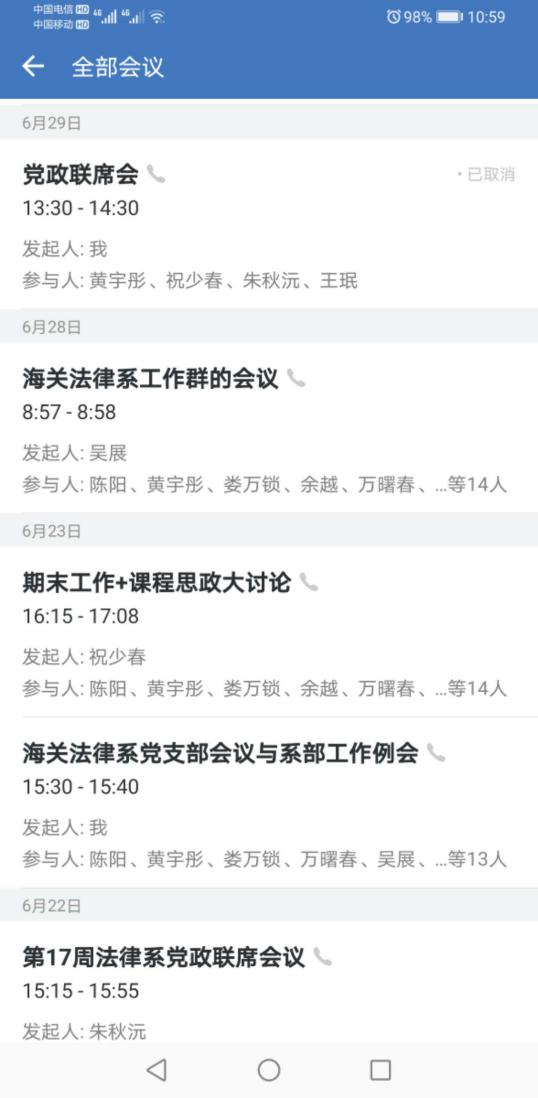 中国电信 HD 4G 4G 98% 10:59
中国移动 HD
全部会议
6月29日
党政联席会 • 已取消
13:30 - 14:30
发起人: 我
参与人: 黄宇彤、祝少春、朱秋沅、王珉
6月28日
海关法律系工作群的会议
8:57 - 8:58
发起人: 吴展
参与人: 陈阳、黄宇彤、娄万锁、余越、万曙春、...等14人
6月23日
期末工作+课程思政大讨论
16:15 - 17:08
发起人: 祝少春
参与人: 陈阳、黄宇彤、娄万锁、余越、万曙春、...等14人
海关法律系党支部会议与系部工作例会
15:30 - 15:40
发起人: 我
参与人: 陈阳、黄宇彤、娄万锁、万曙春、吴展、...等13人
6月22日
第17周法律系党政联席会议
15:15 - 15:55
发起人: 朱秋沅